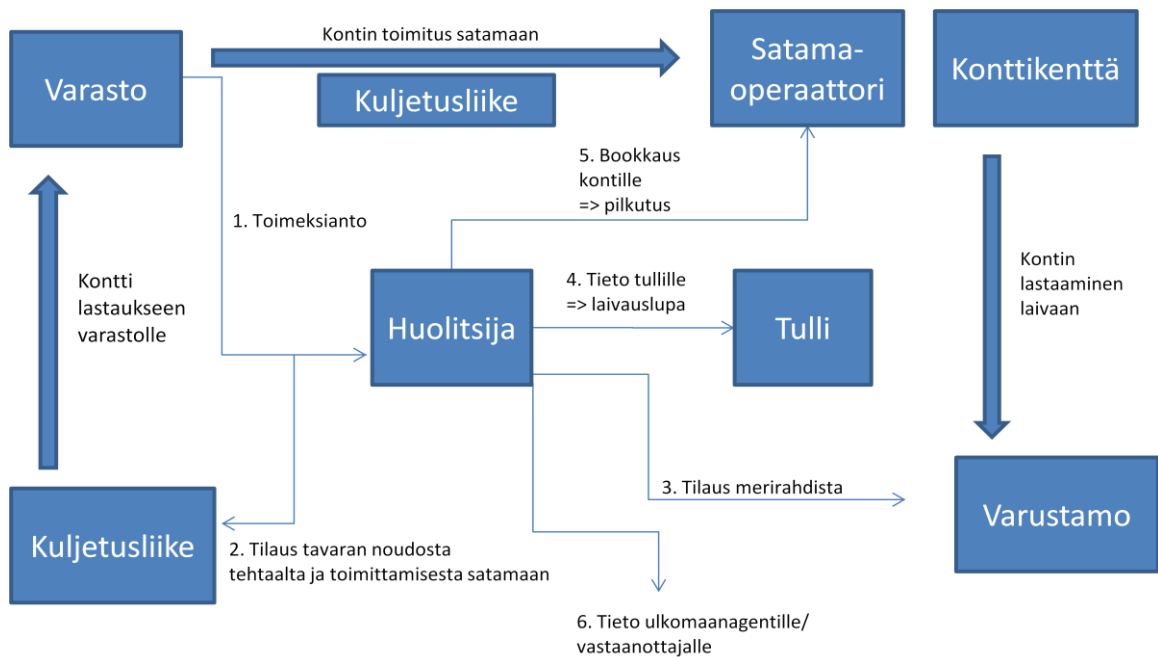 Kontin toimitus satamaan
Varasto
Kuljetusliike
Satama-
operaattori
Konttikenttä
5. Bookkaus
kontille
=> pilkutus
1. Toimeksianto
Kontti
lastaukseen
varastolle
Huolitsija
4. Tieto tullille
=> laivauslupa
Tulli
Kontin
lastaaminen
laivaan
3. Tilaus merirahdista
Varustamo
Kuljetusliike
2. Tilaus tavaran noudosta
tehtaalta ja toimittamisesta satamaan
6. Tieto ulkomaanagentille/
vastaanottajalle